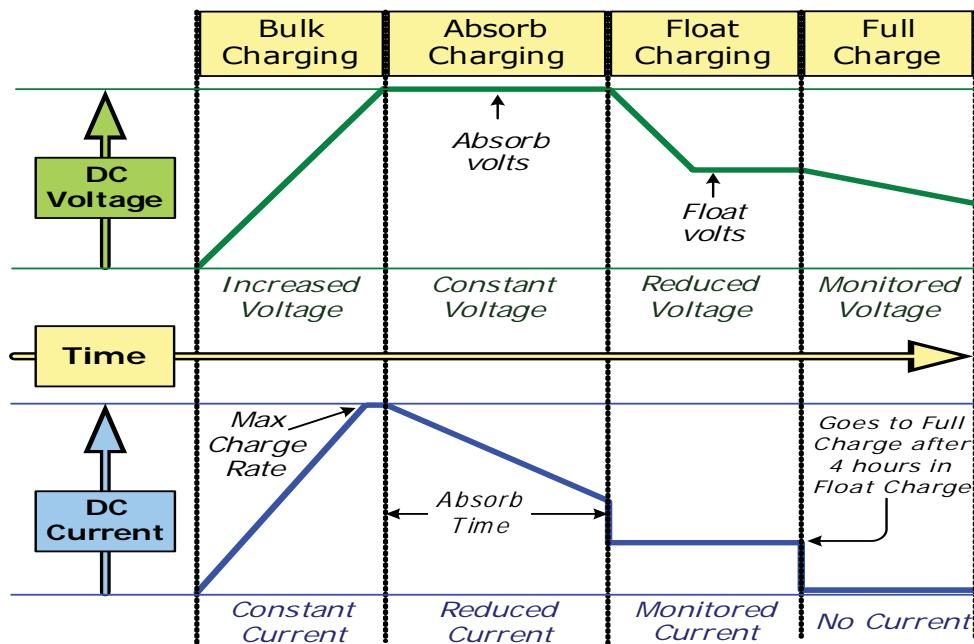 Bulk
Charging
Absorb
Charging
Float
Charging
Full
Charge
DC
Voltage
Absorb
volts
Float
volts
Increased
Voltage
Constant
Voltage
Reduced
Voltage
Monitored
Voltage
Time
DC
Current
Max
Charge
Rate
Absorb
Time
Goes to Full
Charge after
4 hours in
Float Charge
Constant
Current
Reduced
Current
Monitored
Current
No Current